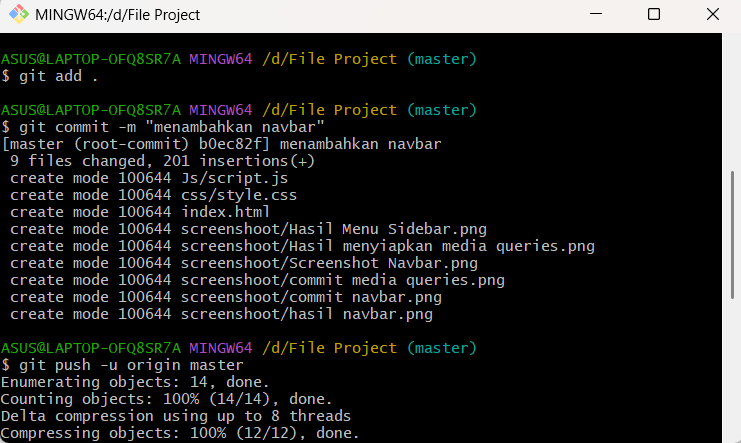 MINGW64:/d/File Project
ASUS@LAPTOP-OFQ8SR7A MINGW64 /d/File Project (master)
$ git add .
ASUS@LAPTOP-OFQ8SR7A MINGW64 /d/File Project (master)
$ git commit -m "menambahkan navbar"
[master (root-commit) b0ec82f] menambahkan navbar
 9 files changed, 201 insertions(+)
 create mode 100644 Js/script.js
 create mode 100644 css/style.css
 create mode 100644 index.html
 create mode 100644 screenshoot/Hasil Menu Sidebar.png
 create mode 100644 screenshoot/Hasil menyiapkan media queries.png
 create mode 100644 screenshoot/Screenshot Navbar.png
 create mode 100644 screenshoot/commit media queries.png
 create mode 100644 screenshoot/commit navbar.png
 create mode 100644 screenshoot/hasil navbar.png
ASUS@LAPTOP-OFQ8SR7A MINGW64 /d/File Project (master)
$ git push -u origin master
Enumerating objects: 14, done.
Counting objects: 100% (14/14), done.
Delta compression using up to 8 threads
Compressing objects: 100% (12/12), done.